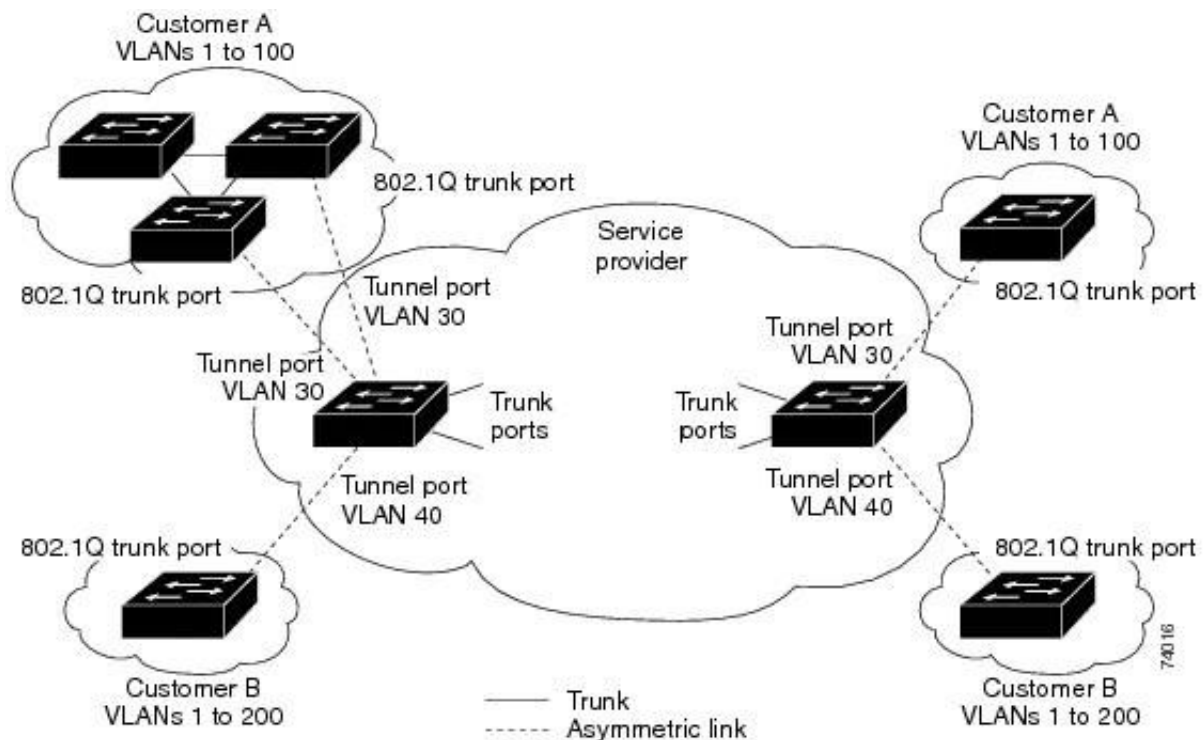 Customer A
VLANs 1 to 100
Customer A
VLANs 1 to 100
802.1Q trunk port
Service
provider
802.1Q trunk port
802.1Q trunk port
Tunnel port
VLAN 30
Tunnel port
VLAN 30
Tunnel port
VLAN 30
Trunk
ports
Trunk
ports
Tunnel port
VLAN 40
Tunnel port
VLAN 40
802.1Q trunk port
802.1Q trunk port
74016
Customer B
VLANs 1 to 200
Trunk
Asymmetric link
Customer B
VLANs 1 to 200